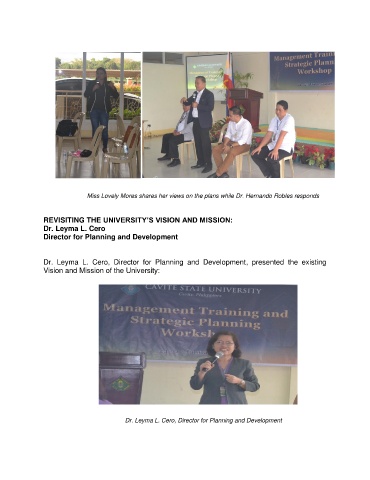 Management Training
Strategic Plann
Workshop
Miss Lovely Mores shares her views on the plans while Dr. Hernando Robles responds
REVISITING THE UNIVERSITY'S VISION AND MISSION:
Dr. Leyma L. Cero
Director for Planning and Development
Dr. Leyma L. Cero, Director for Planning and Development, presented the existing
Vision and Mission of the University:
CAVITE STATE UNIVERSITY
Management Training and
Strategic Planning
Workshop
Dr. Leyma L. Cero, Director for Planning and Development